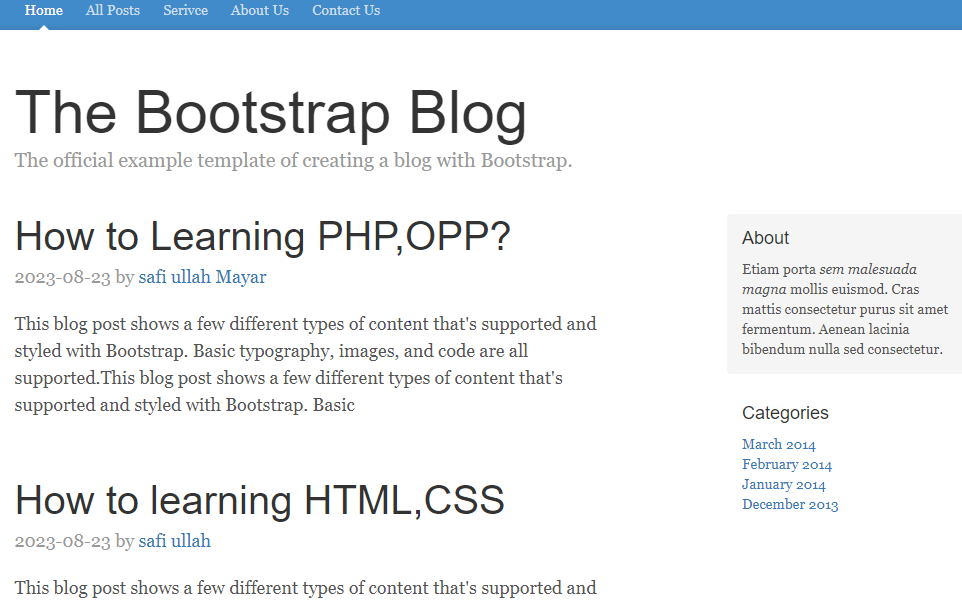 Home All Posts Serivce About Us Contact Us
The Bootstrap Blog
The official example template of creating a blog with Bootstrap.
How to Learning PHP,OPP?
2023-08-23 by safi ullah Mayar
This blog post shows a few different types of content that's supported and
styled with Bootstrap. Basic typography, images, and code are all
supported.This blog post shows a few different types of content that's
supported and styled with Bootstrap. Basic
How to learning HTML,CSS
2023-08-23 by safi ullah
This blog post shows a few different types of content that's supported and
About
Etiam porta sem malesuada
magna mollis euismod. Cras
mattis consectetur purus sit amet
fermentum. Aenean lacinia
bibendum nulla sed consectetur.
Categories
March 2014
February 2014
January 2014
December 2013